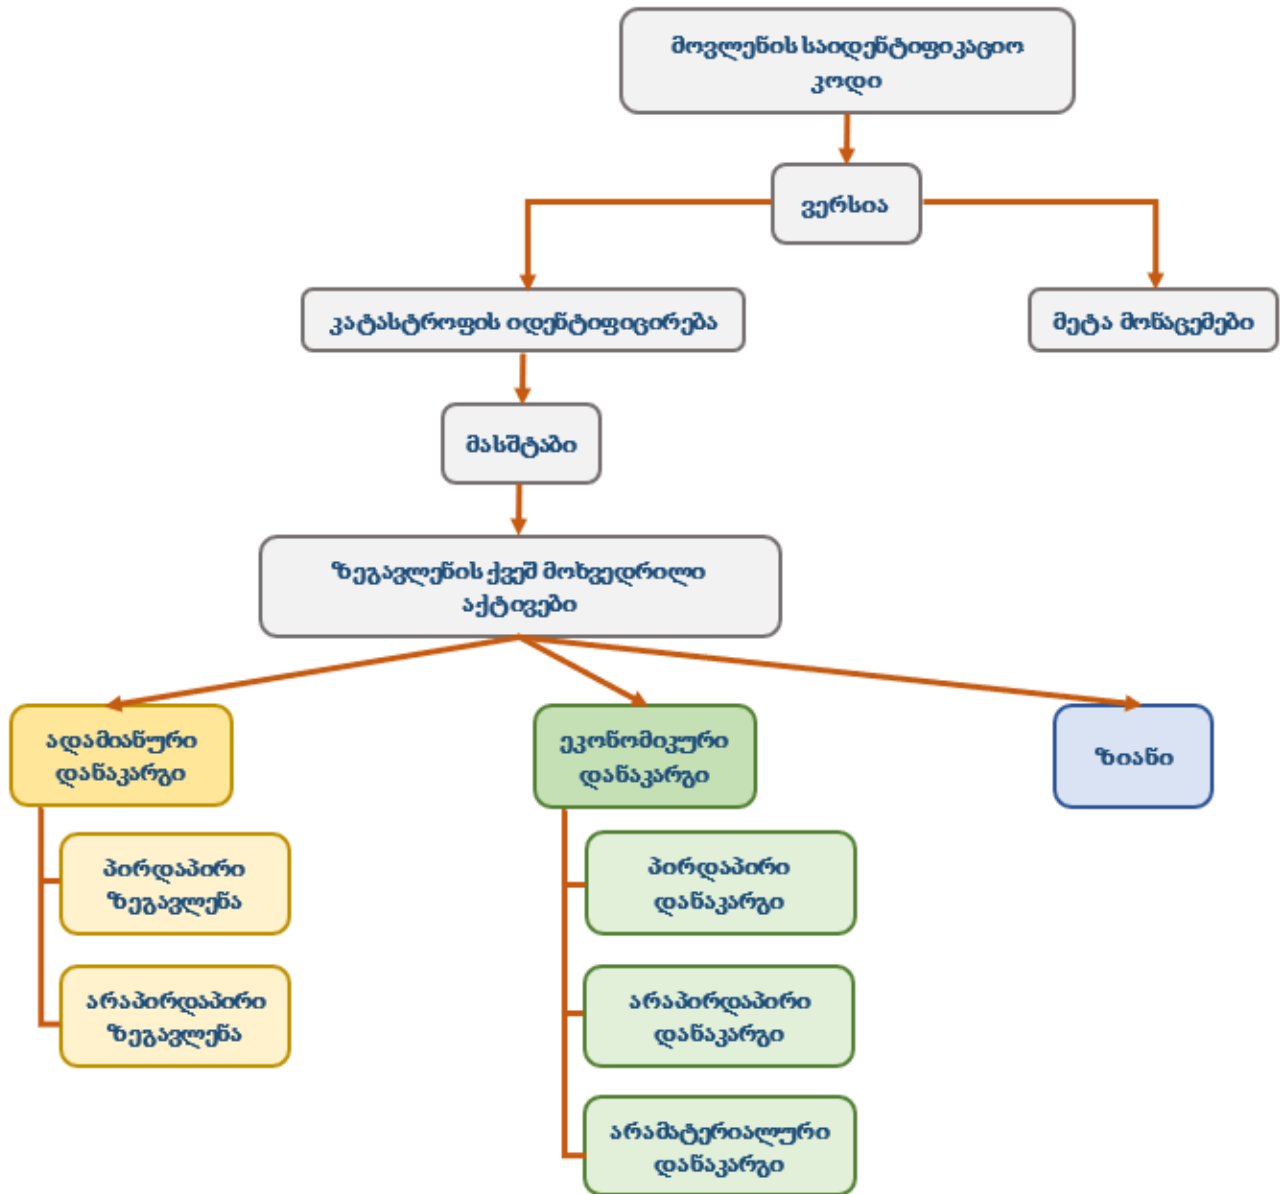 მოვლენის საიდენტიფიკაციო
კოდი
ვერსია
კატასტროფის იდენტიფიცირება
მეტა მონაცემები
მასშტაბი
ზეგავლენის ქვეშ მოხვედრილი
აქტივები
ადამიანური
დანაკარგი
ეკონომიკური
დანაკარგი
ზიანი
პირდაპირი
ზეგავლენა
პირდაპირი
დანაკარგი
არაპირდაპირი
ზეგავლენა
არაპირდაპირი
დანაკარგი
არამატერიალური
დანაკარგი